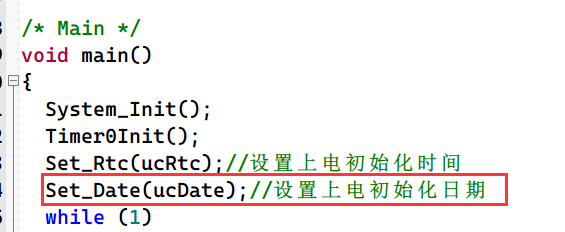 /* Main */
void main()
{
System_Init();
Timer0Init();
Set_Rtc(ucRtc);//设置上电初始化时间
Set_Date(ucDate);//设置上电初始化日期
while (1)